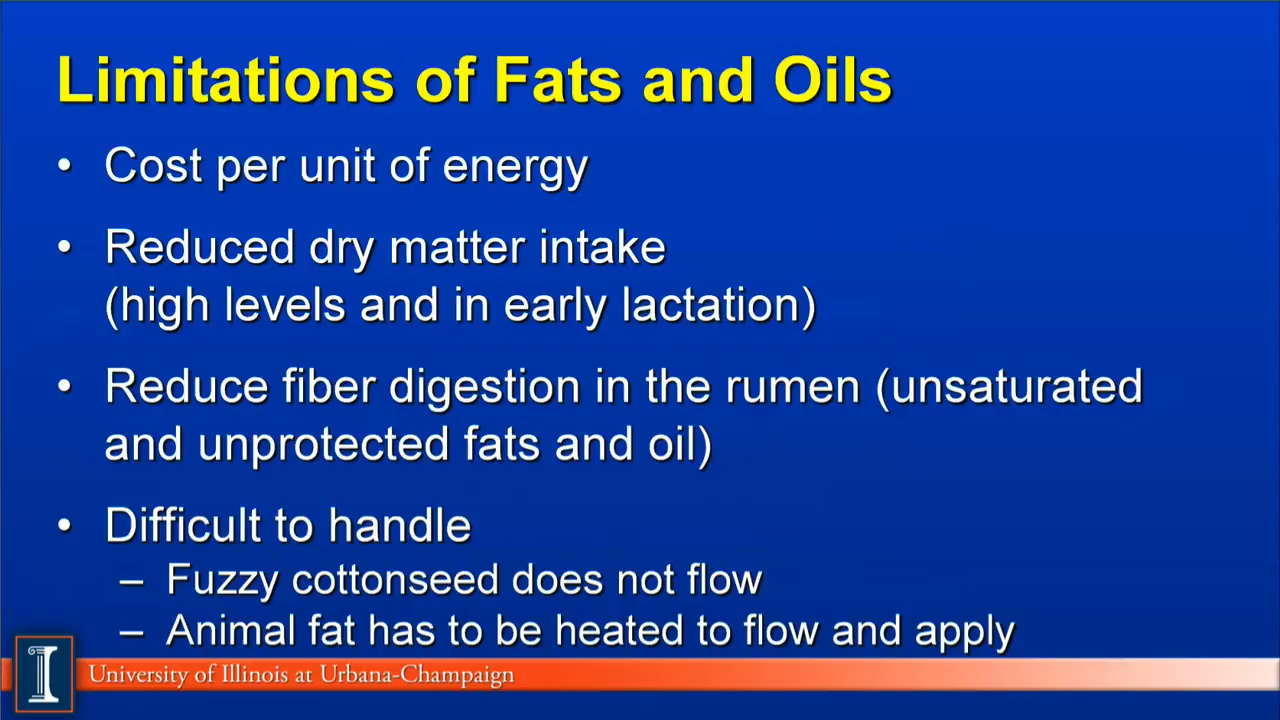 Limitations of Fats and Oils
• Cost per unit of energy
• Reduced dry matter intake
(high levels and in early lactation)
• Reduce fiber digestion in the rumen (unsaturated
and unprotected fats and oil)
• Difficult to handle
– Fuzzy cottonseed does not flow
– Animal fat has to be heated to flow and apply
I
University of Illinois at Urbana-Champaign